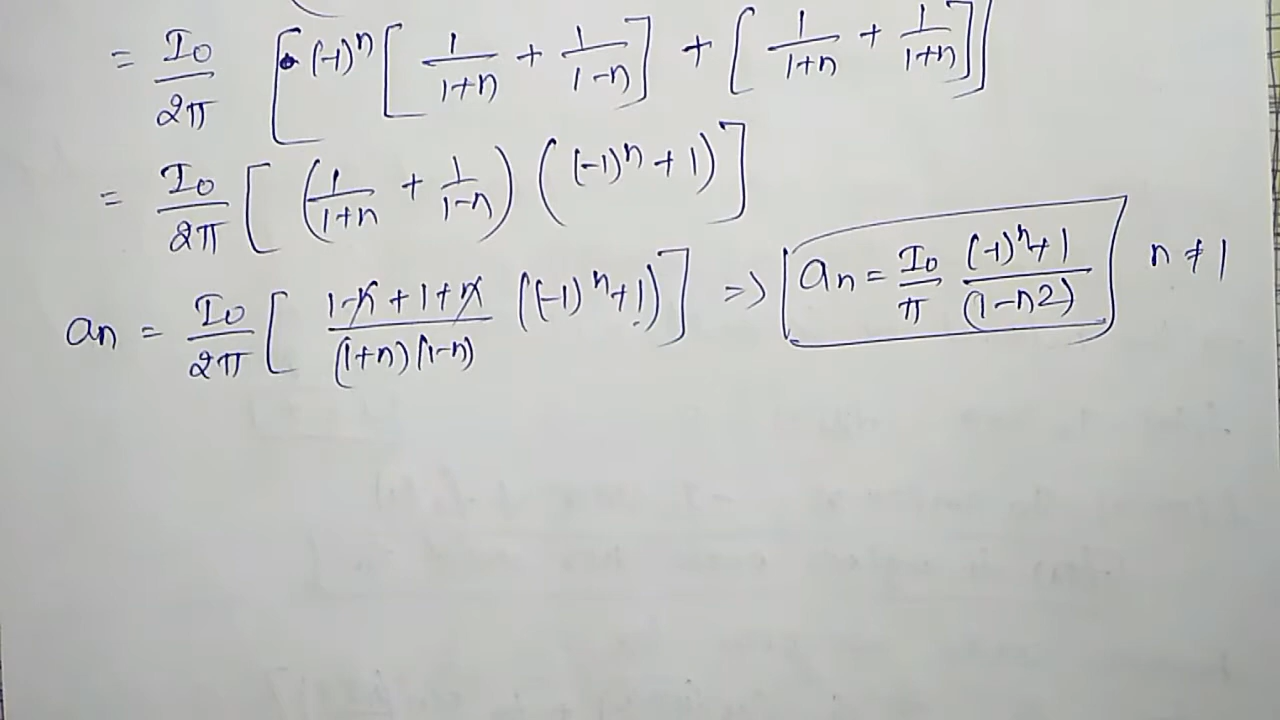 = I₀/2π [(-1)ⁿ [1/(1+n) + 1/(1-n)] + [1/(1+n) + 1/(1+n)]]
= I₀/2π [(1/(1+n) + 1/(1-n)) ((-1)ⁿ + 1)]
an = I₀/2π [(1-n+1+n)/((1+n)(1-n)) ((-1)ⁿ+1)] => [an = I₀/π ((-1)ⁿ+1)/(1-n2)] n ≠ 1